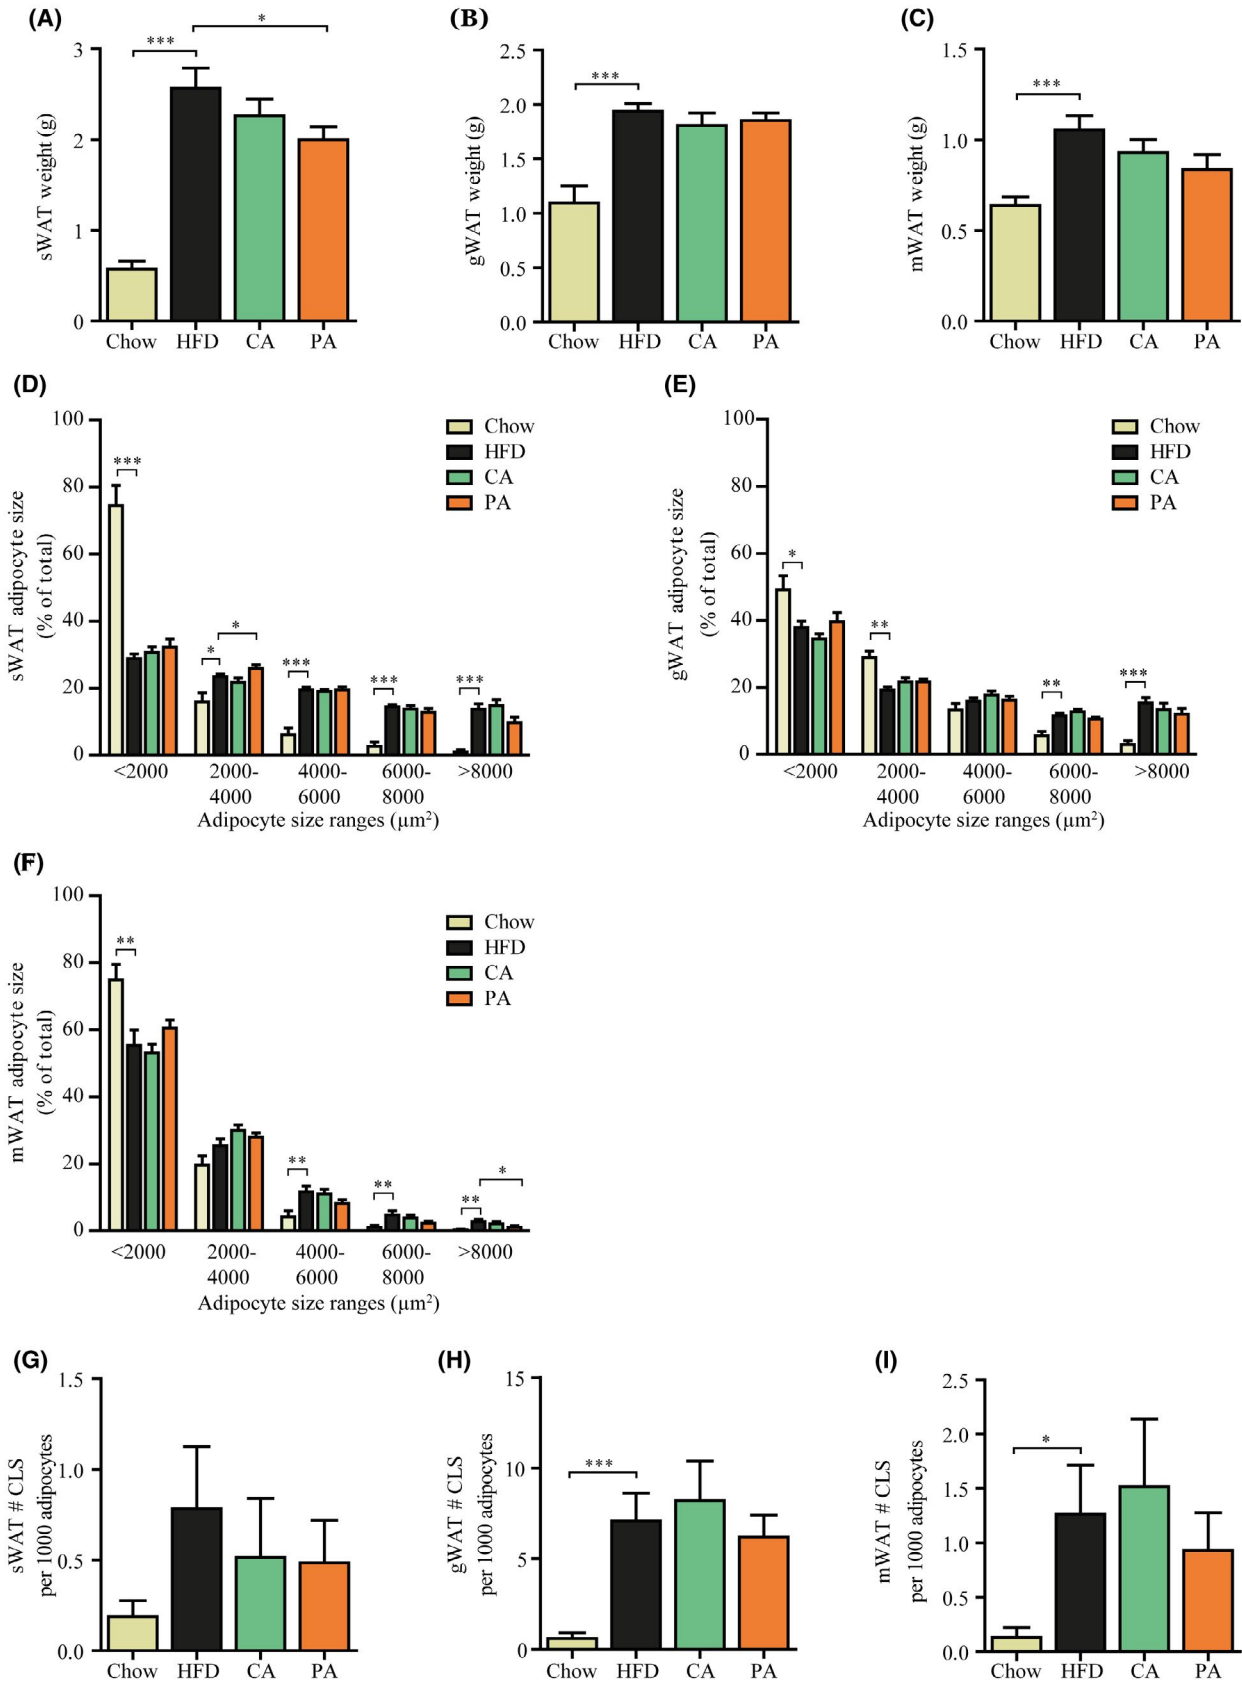 (A)
sWAT weight (g)
3
2
1
0
***
*
Chow HFD CA PA
(B)
gWAT weight (g)
2.5
2.0
1.5
1.0
0.5
0.0
***
Chow HFD CA PA
(C)
mWAT weight (g)
1.5
1.0
0.5
0.0
***
Chow HFD CA PA
(D)
sWAT adipocyte size
(% of total)
100
80
60
40
20
0
***
*
*
***
***
***
Chow
HFD
CA
PA
<2000 2000-4000 4000-6000 6000-8000 >8000
Adipocyte size ranges (µm²)
(E)
gWAT adipocyte size
(% of total)
100
80
60
40
20
0
*
**
**
***
Chow
HFD
CA
PA
<2000 2000-4000 4000-6000 6000-8000 >8000
Adipocyte size ranges (µm²)
(F)
mWAT adipocyte size
(% of total)
100
80
60
40
20
0
**
**
**
**
*
Chow
HFD
CA
PA
<2000 2000-4000 4000-6000 6000-8000 >8000
Adipocyte size ranges (µm²)
(G)
sWAT # CLS
per 1000 adipocytes
1.5
1.0
0.5
0.0
Chow HFD CA PA
(H)
gWAT # CLS
per 1000 adipocytes
15
10
5
0
***
Chow HFD CA PA
(I)
mWAT # CLS
per 1000 adipocytes
2.5
2.0
1.5
1.0
0.5
0.0
*
Chow HFD CA PA